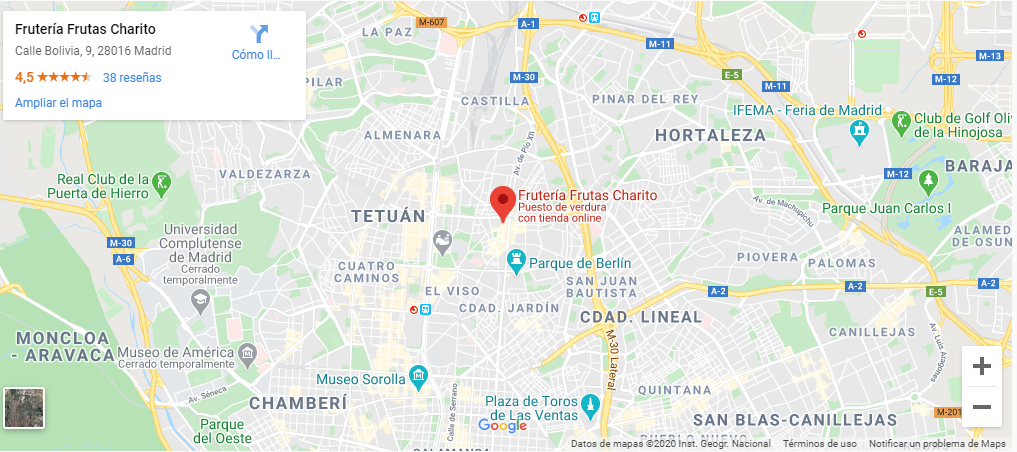 Frutería Frutas Charito
Calle Bolivia, 9, 28016 Madrid
4,5
38 reseñas
Ampliar el mapa
Cómo ll...
M-607
A-1
M-11
M-30
E-5
M-11
M-12
M-13
PILAR
CASTILLA
PINAR DEL REY
IFEMA - Feria de Madrid
Club de Golf Oli
de la Hinojosa
ALMENARA
Av. de Pío XII
HORTALEZA
BARAJA
VALDEZARZA
Real Club de la
Puerta de Hierro
M-12
Frutería Frutas Charito
Puesto de verdura
con tienda online
TETUÁN
Av. de Machupichu
Parque Juan Carlos I
Universidad
Complutense
de Madrid
Cerrado
temporalmente
M-30
A-6
ALAMED
DE OSUN
Parque de Berlín
PIOVERA
PALOMAS
CUATRO
CAMINOS
EL VISO
SAN JUAN
BAUTISTA
A-2
A-2
E-5
A-2
CDAD. JARDÍN
CDAD. LINEAL
MONCLOA
- ARAVACA
Museo de América
Cerrado temporalmente
M-30 Lateral
CANILLEJAS
Av. Luis Aragonés
Museo Sorolla
Av. Séneca
CHAMBERÍ
Calle de Serrano
Plaza de Toros
de Las Ventas
QUINTANA
M-201
Parque
del Oeste
SAN BLAS-CANILLEJAS
Google
PUEBLO NUEVO
SALAMANCA
Datos de mapas ©2020 Inst. Geogr. Nacional
Términos de uso
Notificar un problema de Maps